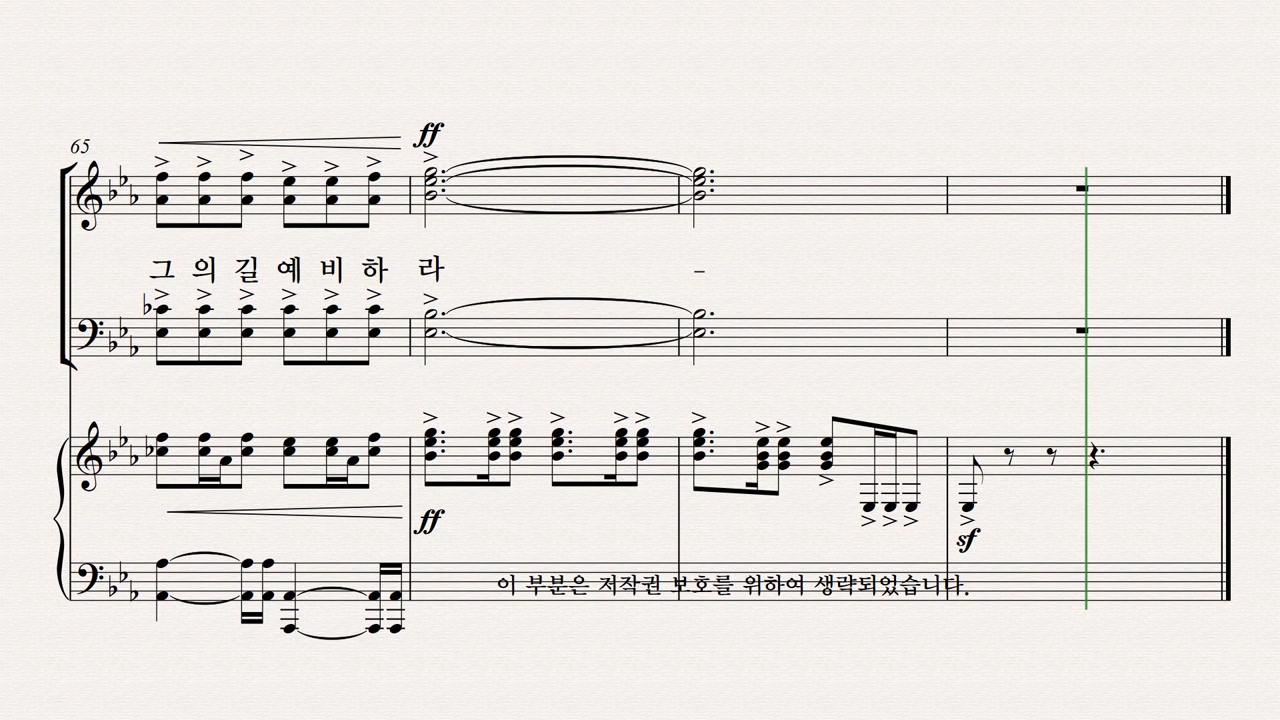 65
ff
그 의 길 예 비 하 라 –
ff
sf
이 부분은 저작권 보호를 위하여 생략되었습니다.